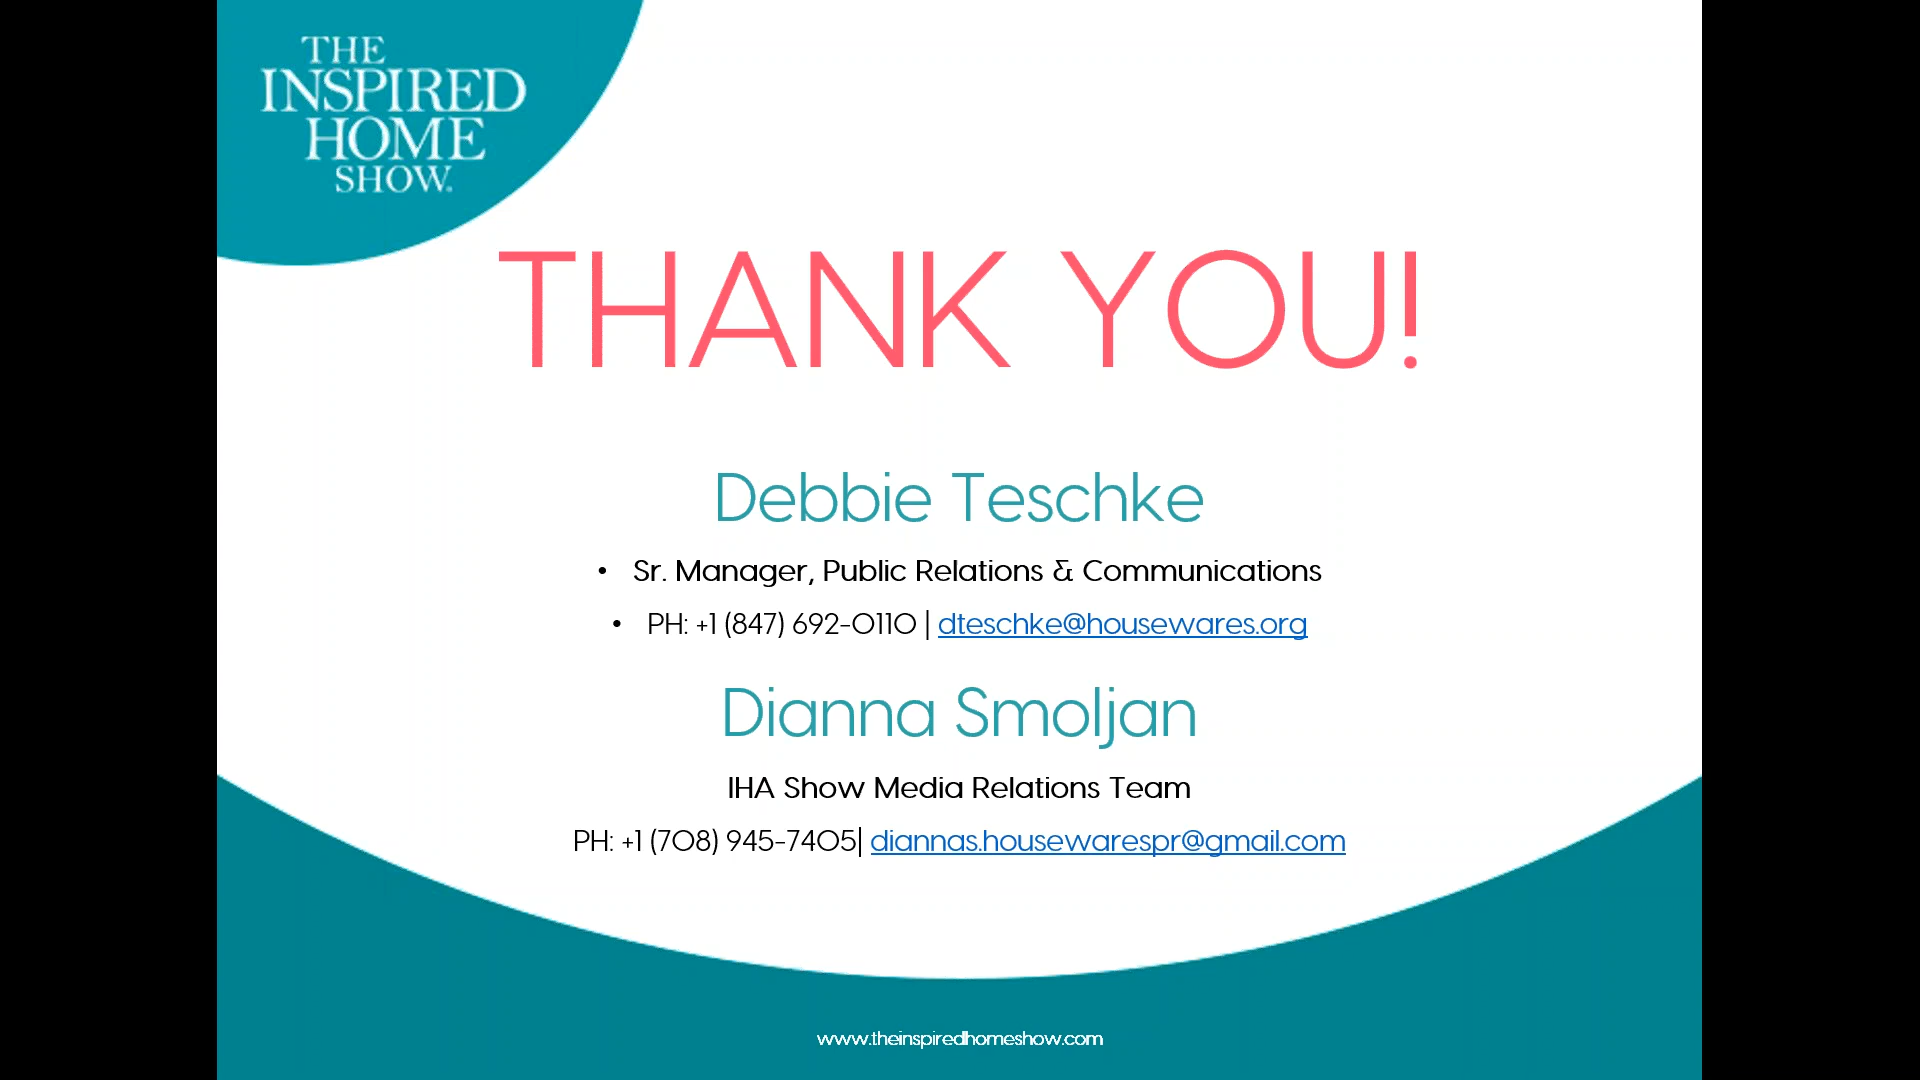 THE
INSPIRED
HOME
SHOW.
THANK YOU!
Debbie Teschke
• Sr. Manager, Public Relations & Communications
• PH: +1 (847) 692-0110 | dteschke@housewares.org
Dianna Smoljan
IHA Show Media Relations Team
PH: +1 (708) 945-7405| diannas.housewarespr@gmail.com
www.theinspiredhomeshow.com